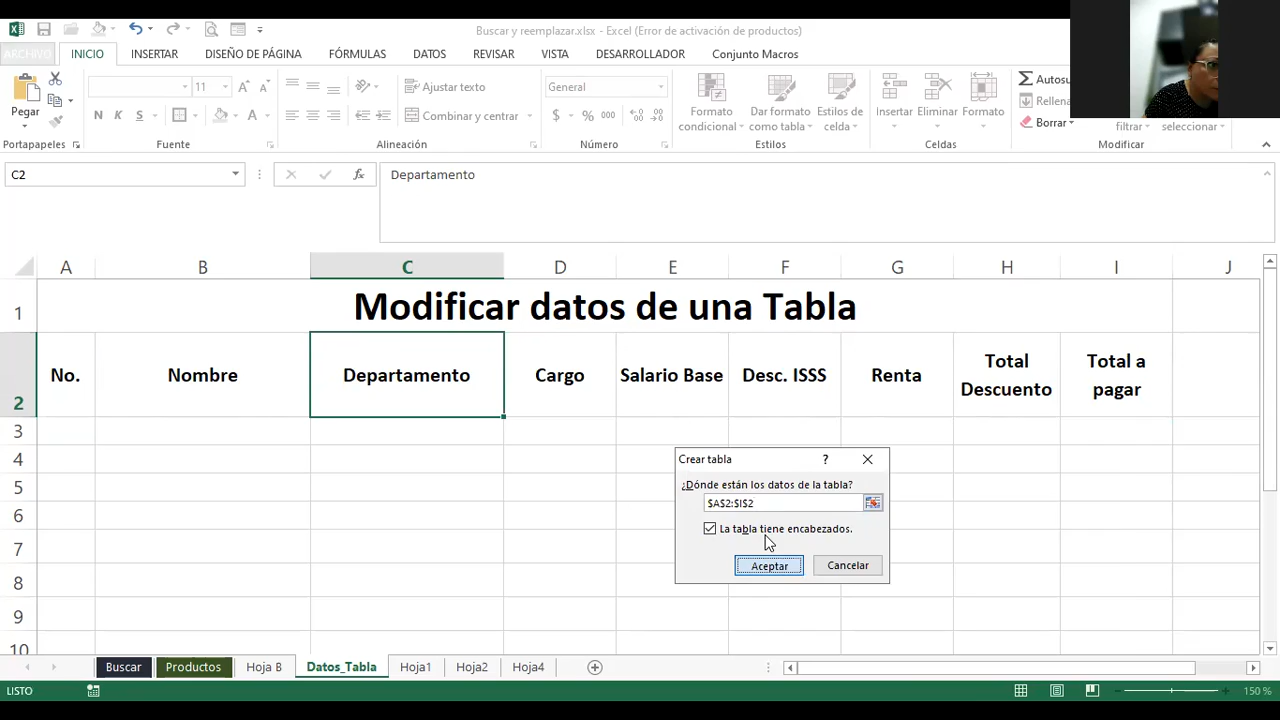 Buscar y reemplazar.xlsx - Excel (Error de activación de productos)
ARCHIVO INICIO INSERTAR DISEÑO DE PÁGINA FÓRMULAS DATOS REVISAR VISTA DESARROLLADOR Conjunto Macros
Pegar
11
N K S
A A
Ajustar texto
Combinar y centrar
General
$ % 000
Formato condicional
Dar formato como tabla
Estilos de celda
Insertar
Eliminar
Formato
Autosu
Rellena
Borrar
filtrar
seleccionar
Portapapeles Fuente Alineación Número Estilos Celdas Modificar
C2
fx
Departamento
A B C D E F G H I J
1 Modificar datos de una Tabla
2 No. Nombre Departamento Cargo Salario Base Desc. ISSS Renta Total Descuento Total a pagar
3
4
5
6
7
8
9
10
Crear tabla ?
¿Dónde están los datos de la tabla?
$A$2:$I$2
La tabla tiene encabezados.
Aceptar Cancelar
Buscar Productos Hoja B Datos_Tabla Hoja1 Hoja2 Hoja4
LISTO
150 %